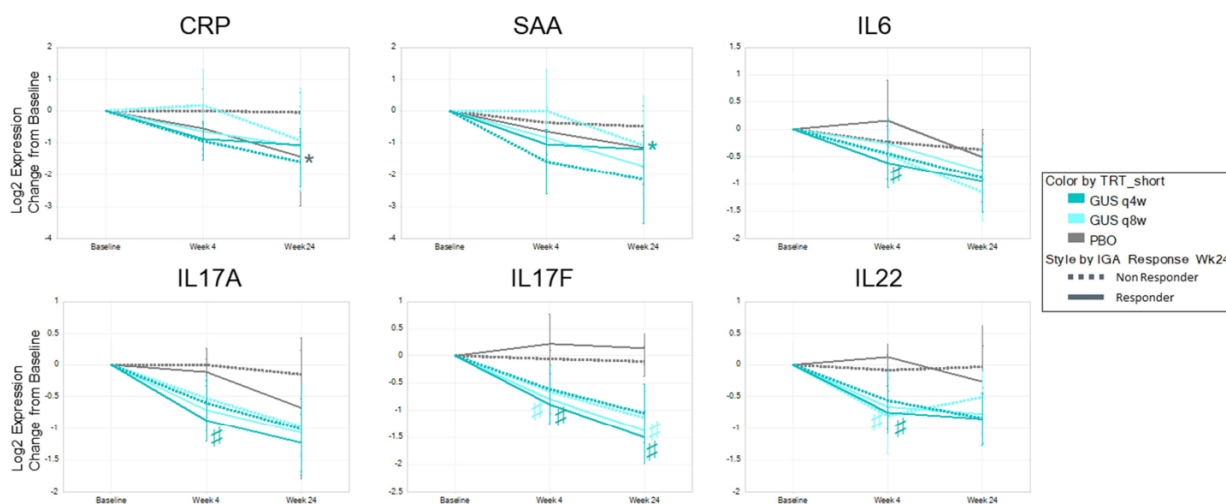 CRP
SAA
IL6
Log2 Expression
Change from Baseline
2
1
0
-1
-2
-3
-4
Baseline
Week 4
Week 24
*
2
1
0
-1
-2
-3
-4
Baseline
Week 4
Week 24
*
1.5
1
0.5
0
-0.5
-1
-1.5
-2
Baseline
Week 4
Week 24
#
Color by TRT_short
GUS q4w
GUS q8w
PBO
Style by IGA_Response_Wk24
Non Responder
Responder
IL17A
IL17F
IL22
Log2 Expression
Change from Baseline
1
0.5
0
-0.5
-1
-1.5
-2
Baseline
Week 4
Week 24
#
1
0.5
0
-0.5
-1
-1.5
-2
-2.5
Baseline
Week 4
Week 24
# #
#
#
1
0.5
0
-0.5
-1
-1.5
-2
Baseline
Week 4
Week 24
# #